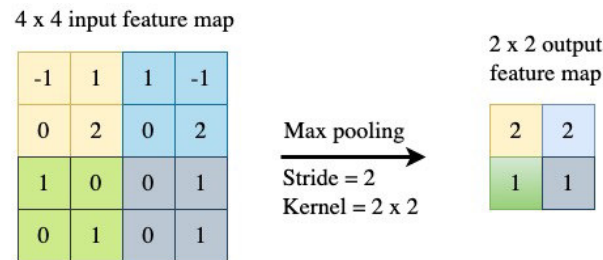 4 x 4 input feature map
2 x 2 output
feature map
-1 1 1 -1
0 2 0 2
1 0 0 1
0 1 0 1
Max pooling
Stride = 2
Kernel = 2 x 2
2 2
1 1